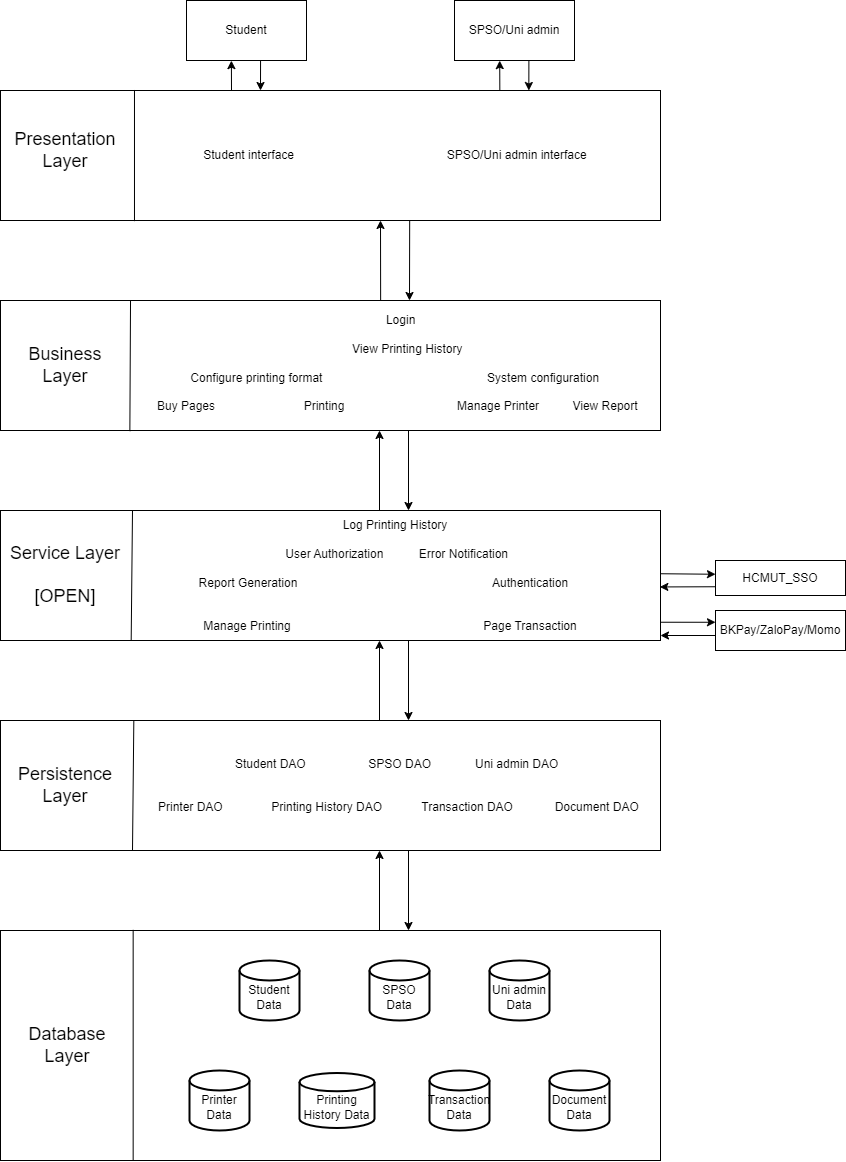 Student
SPSO/Uni admin
Presentation
Layer
Student interface
SPSO/Uni admin interface
Business
Layer
Login
View Printing History
Configure printing format
System configuration
Buy Pages
Printing
Manage Printer
View Report
Service Layer
[OPEN]
Log Printing History
User Authorization
Error Notification
Report Generation
Authentication
Manage Printing
Page Transaction
HCMUT_SSO
BKPay/ZaloPay/Momo
Persistence
Layer
Student DAO
SPSO DAO
Uni admin DAO
Printer DAO
Printing History DAO
Transaction DAO
Document DAO
Database
Layer
Student
Data
SPSO
Data
Uni admin
Data
Printer
Data
Printing
History Data
Transaction
Data
Document
Data